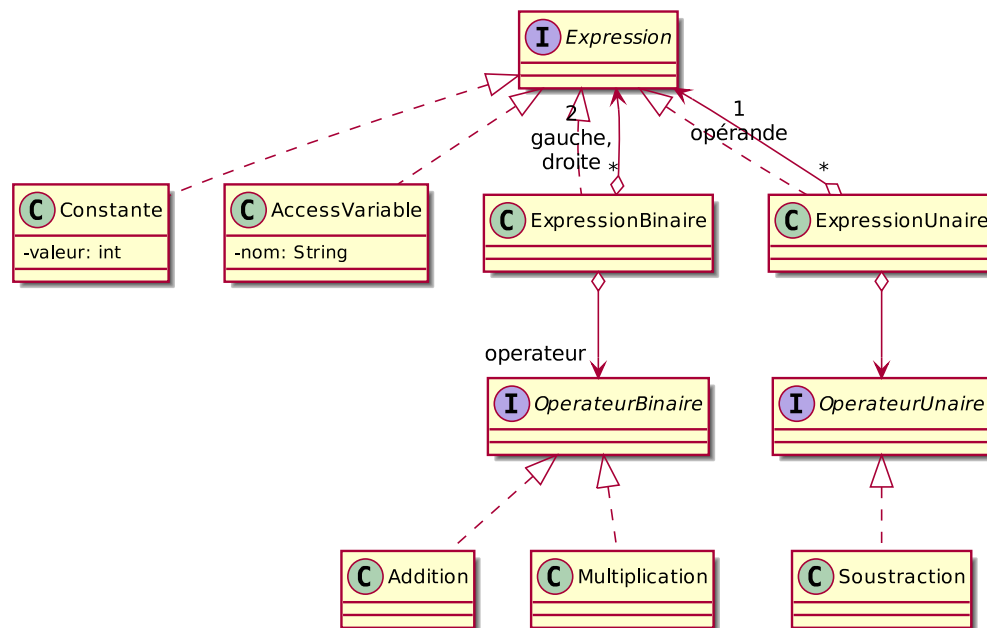 I Expression
2
gauche,
droite
*
1
opérande
*
C Constante
-valeur: int
C AccessVariable
-nom: String
C ExpressionBinaire
C ExpressionUnaire
operateur
I OperateurBinaire
I OperateurUnaire
C Addition
C Multiplication
C Soustraction